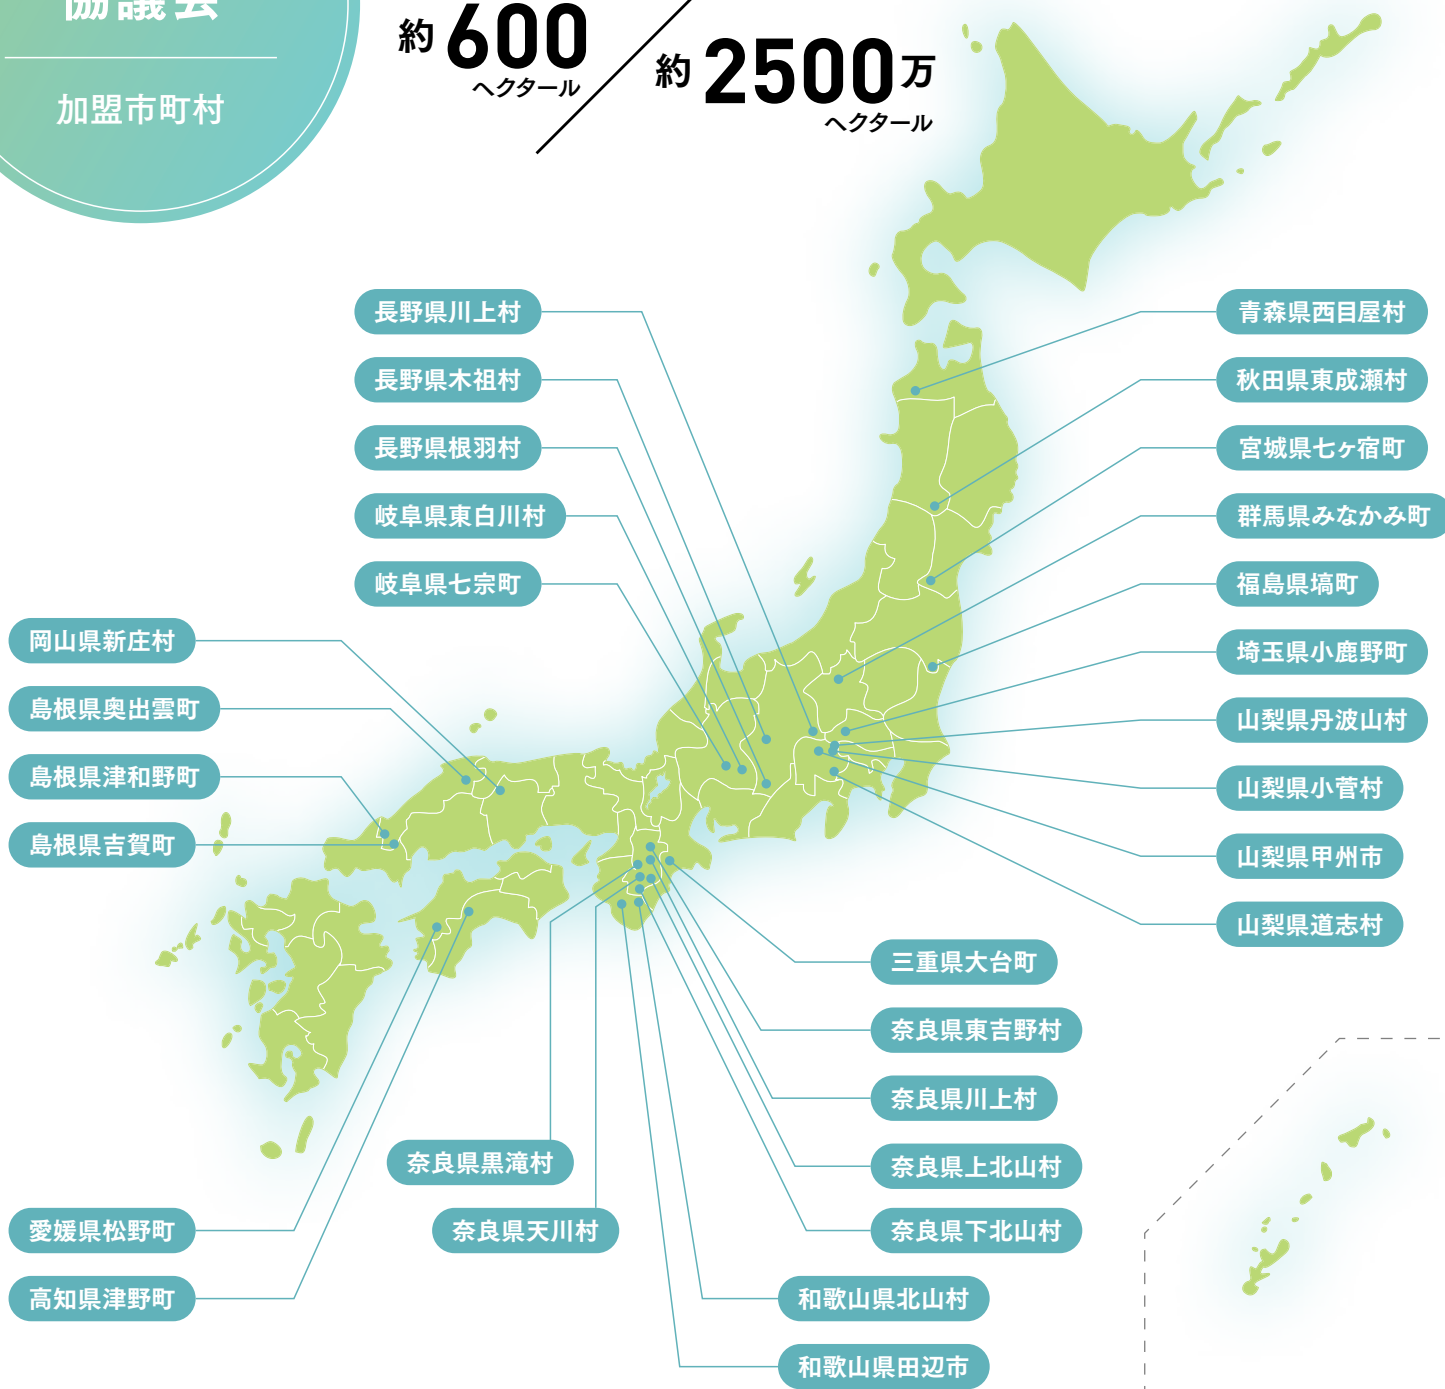 協議会
加盟市町村
約600
ヘクタール
約2500万
ヘクタール
長野県川上村
長野県木祖村
長野県根羽村
岐阜県東白川村
岐阜県七宗町
岡山県新庄村
島根県奥出雲町
島根県津和野町
島根県吉賀町
青森県西目屋村
秋田県東成瀬村
宮城県七ヶ宿町
群馬県みなかみ町
福島県塙町
埼玉県小鹿野町
山梨県丹波山村
山梨県小菅村
山梨県甲州市
山梨県道志村
三重県大台町
奈良県東吉野村
奈良県川上村
奈良県上北山村
奈良県下北山村
奈良県黒滝村
奈良県天川村
愛媛県松野町
高知県津野町
和歌山県北山村
和歌山県田辺市